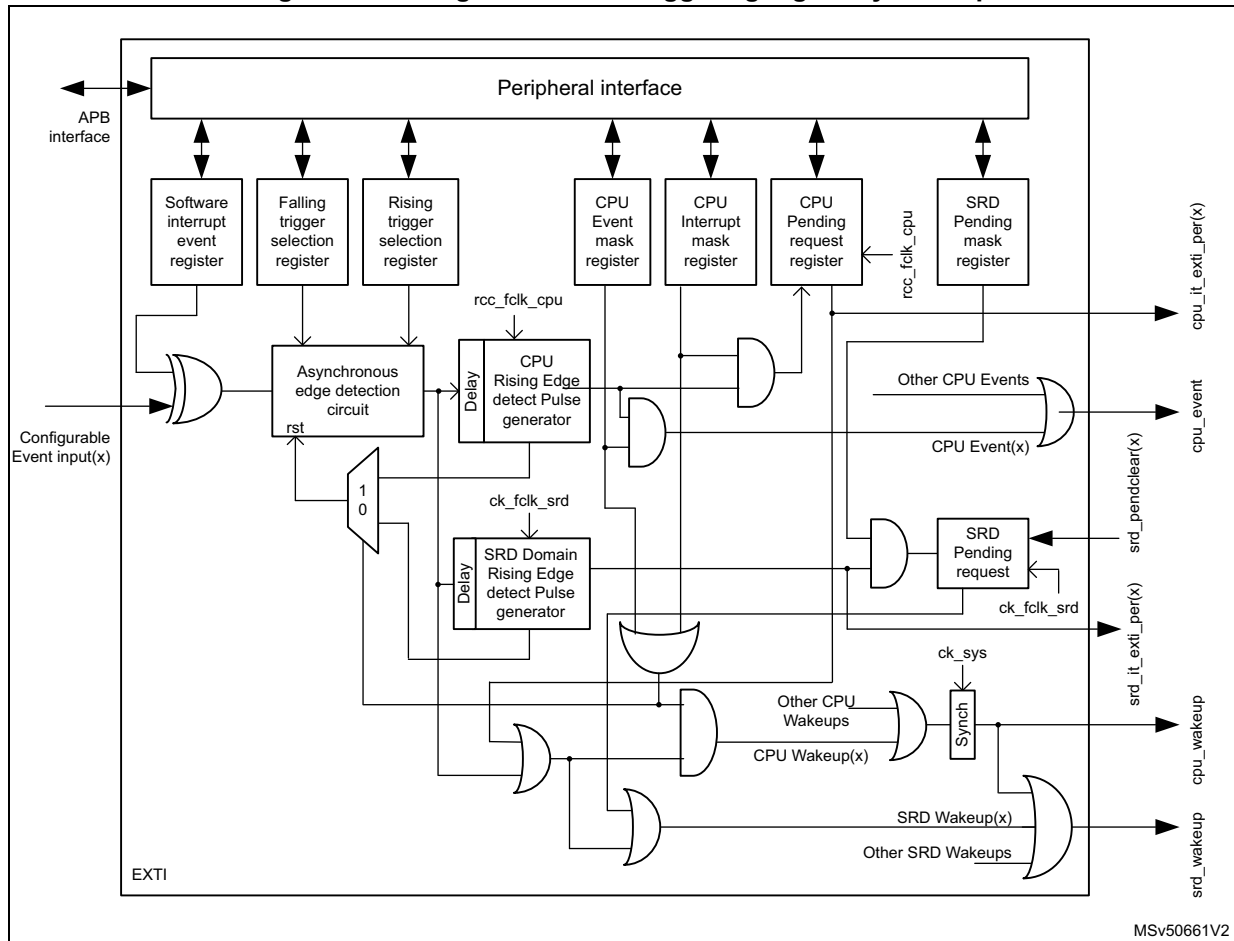 Peripheral interface
APB
interface
Software
interrupt
event
register
Falling
trigger
selection
register
Rising
trigger
selection
register
CPU
Event
mask
register
CPU
Interrupt
mask
register
CPU
Pending
request
register
SRD
Pending
mask
register
rcc_fclk_cpu
cpu_it_exti_per(x)
rcc_fclk_cpu
Asynchronous
edge detection
circuit
rst
Delay
CPU
Rising Edge
detect Pulse
generator
Other CPU Events
cpu_event
CPU Event(x)
Configurable
Event input(x)
1
0
ck_fclk_srd
Delay
SRD Domain
Rising Edge
detect Pulse
generator
SRD
Pending
request
srd_pendclear(x)
ck_fclk_srd
srd_it_exti_per(x)
ck_sys
Other CPU
Wakeups
Synch
cpu_wakeup
CPU Wakeup(x)
SRD Wakeup(x)
Other SRD Wakeups
srd_wakeup
EXTI
MSv50661V2